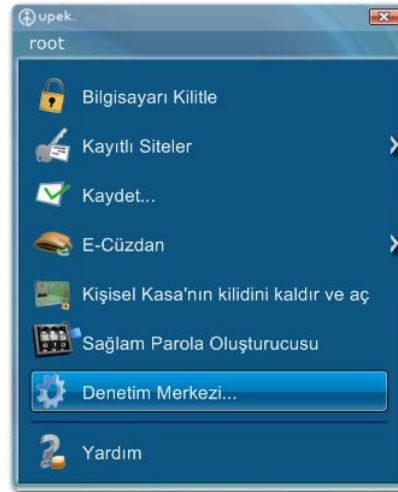 upek.
root
Bilgisayarı Kilitle
Kayıtlı Siteler
Kaydet...
E-Cüzdan
Kişisel Kasa'nın kilidini kaldır ve aç
Sağlam Parola Oluşturucusu
Denetim Merkezi...
Yardım